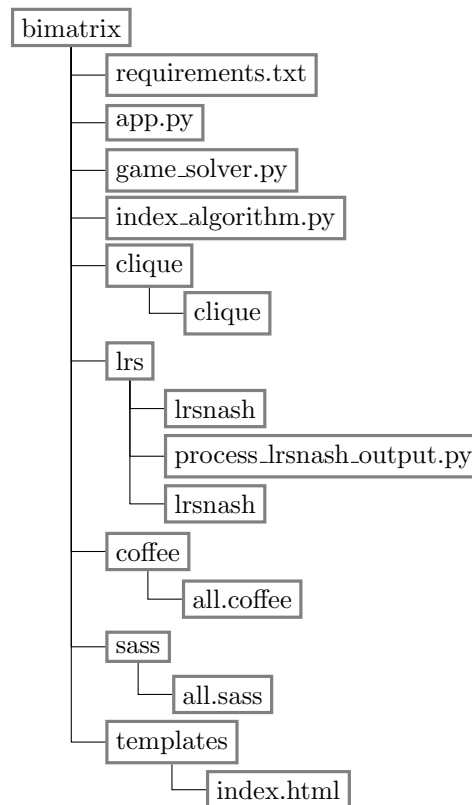 bimatrix
requirements.txt
app.py
game_solver.py
index_algorithm.py
clique
clique
lrs
lrsnash
process_lrsnash_output.py
lrsnash
coffee
all.coffee
sass
all.sass
templates
index.html